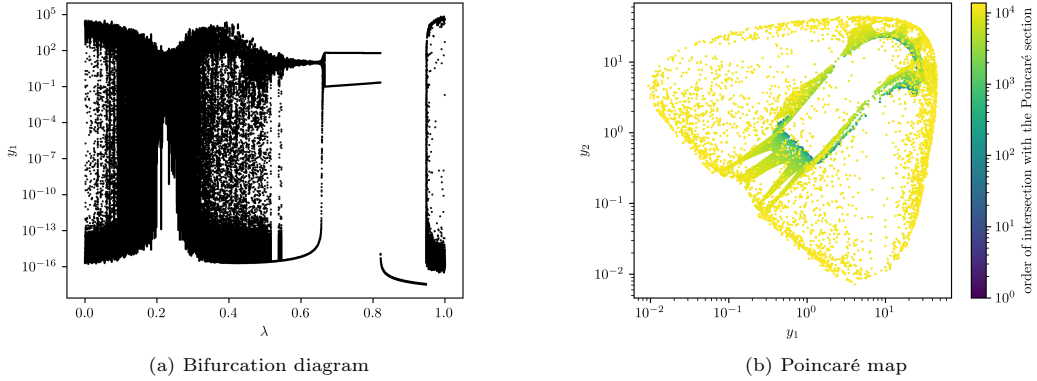 10^5
10^2
10^{-1}
10^{-4}
10^{-7}
10^{-10}
10^{-13}
10^{-16}
y_1
0.0 0.2 0.4 0.6 0.8 1.0
λ
(a) Bifurcation diagram
10^1
10^0
10^{-1}
10^{-2}
y_2
10^{-2} 10^{-1} 10^0 10^1
y_1
10^4
10^3
10^2
10^1
10^0
order of intersection with the Poincaré section
(b) Poincaré map